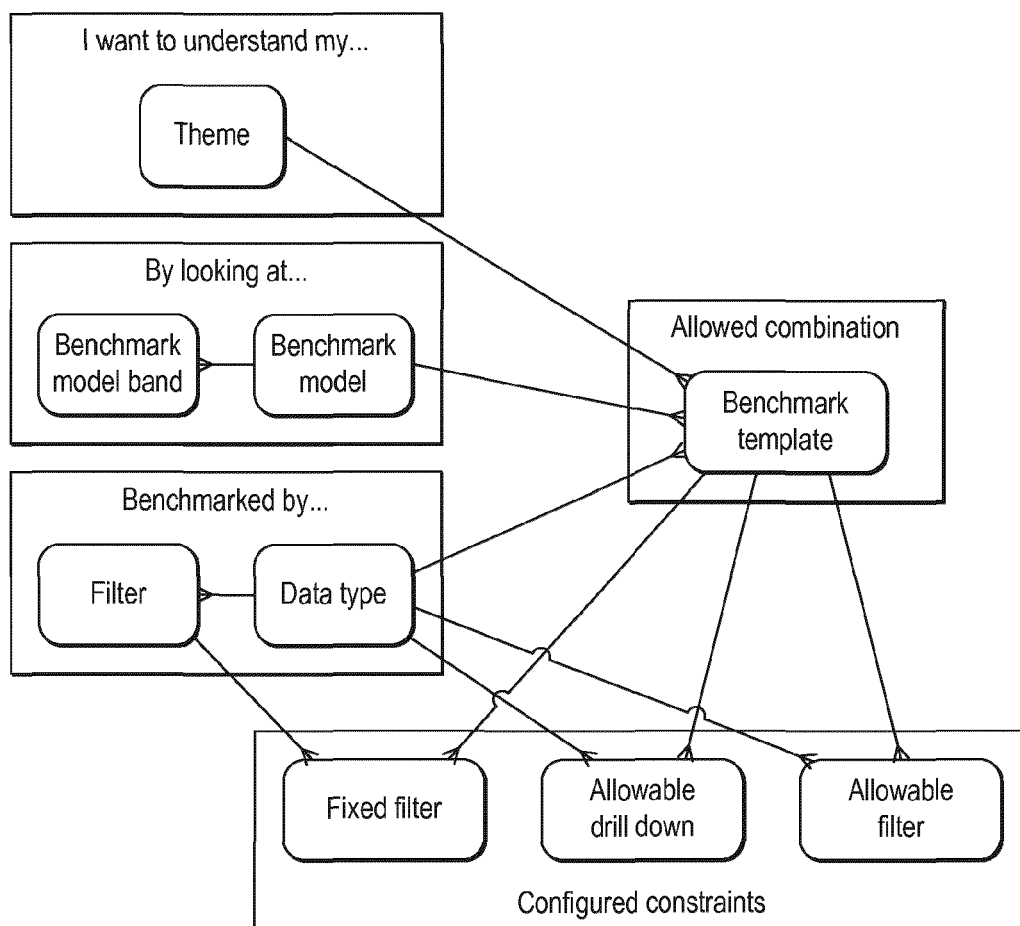 I want to understand my...
Theme
By looking at...
Benchmark
model band
Benchmark
model
Allowed combination
Benchmark
template
Benchmarked by...
Filter
Data type
Fixed filter
Allowable
drill down
Allowable
filter
Configured constraints